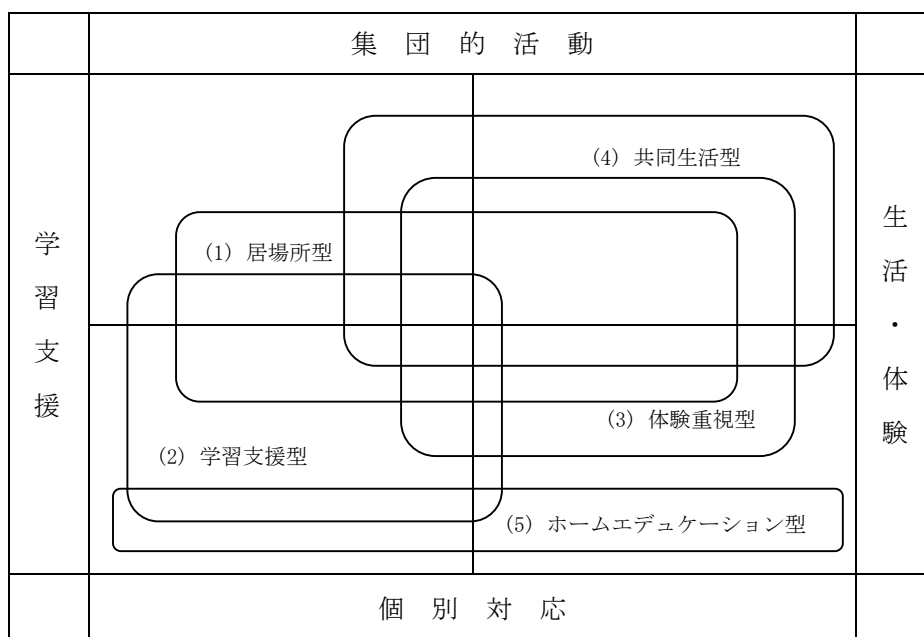 集団的活動
学習支援
生活・体験
(4) 共同生活型
(1) 居場所型
(3) 体験重視型
(2) 学習支援型
(5) ホームエデュケーション型
個別対応